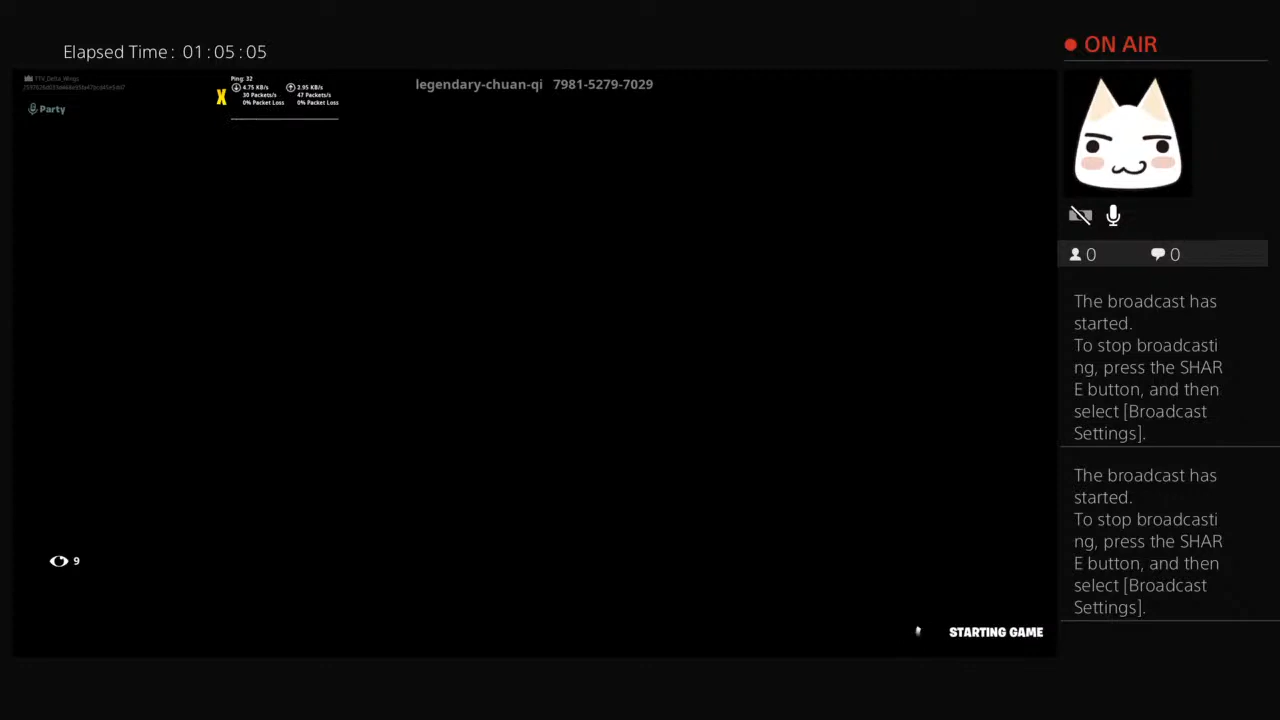 Elapsed Time: 01:05:05
ON AIR
TTV_Delta_Wings
Party
X
Ping: 32
4.75 KB/s 2.95 KB/s
30 Packets/s 47 Packets/s
0% Packet Loss 0% Packet Loss
legendary-chuan-qi 7981-5279-7029
0 0
The broadcast has
started.
To stop broadcasti
ng, press the SHAR
E button, and then
select [Broadcast
Settings].
The broadcast has
started.
To stop broadcasti
ng, press the SHAR
E button, and then
select [Broadcast
Settings].
9
STARTING GAME